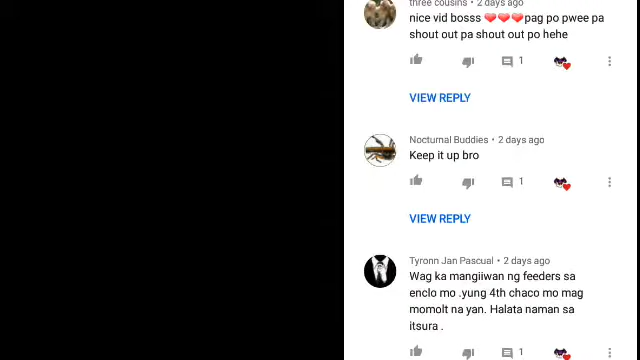 three cousins • 2 days ago
nice vid bosss ❤❤❤pag po pwee pa
shout out pa shout out po hehe
1
VIEW REPLY
Nocturnal Buddies • 2 days ago
Keep it up bro
1
VIEW REPLY
Tyronn Jan Pascual • 2 days ago
Wag ka mangiiwan ng feeders sa
enclo mo .yung 4th chaco mo mag
momolt na yan. Halata naman sa
itsura .
1